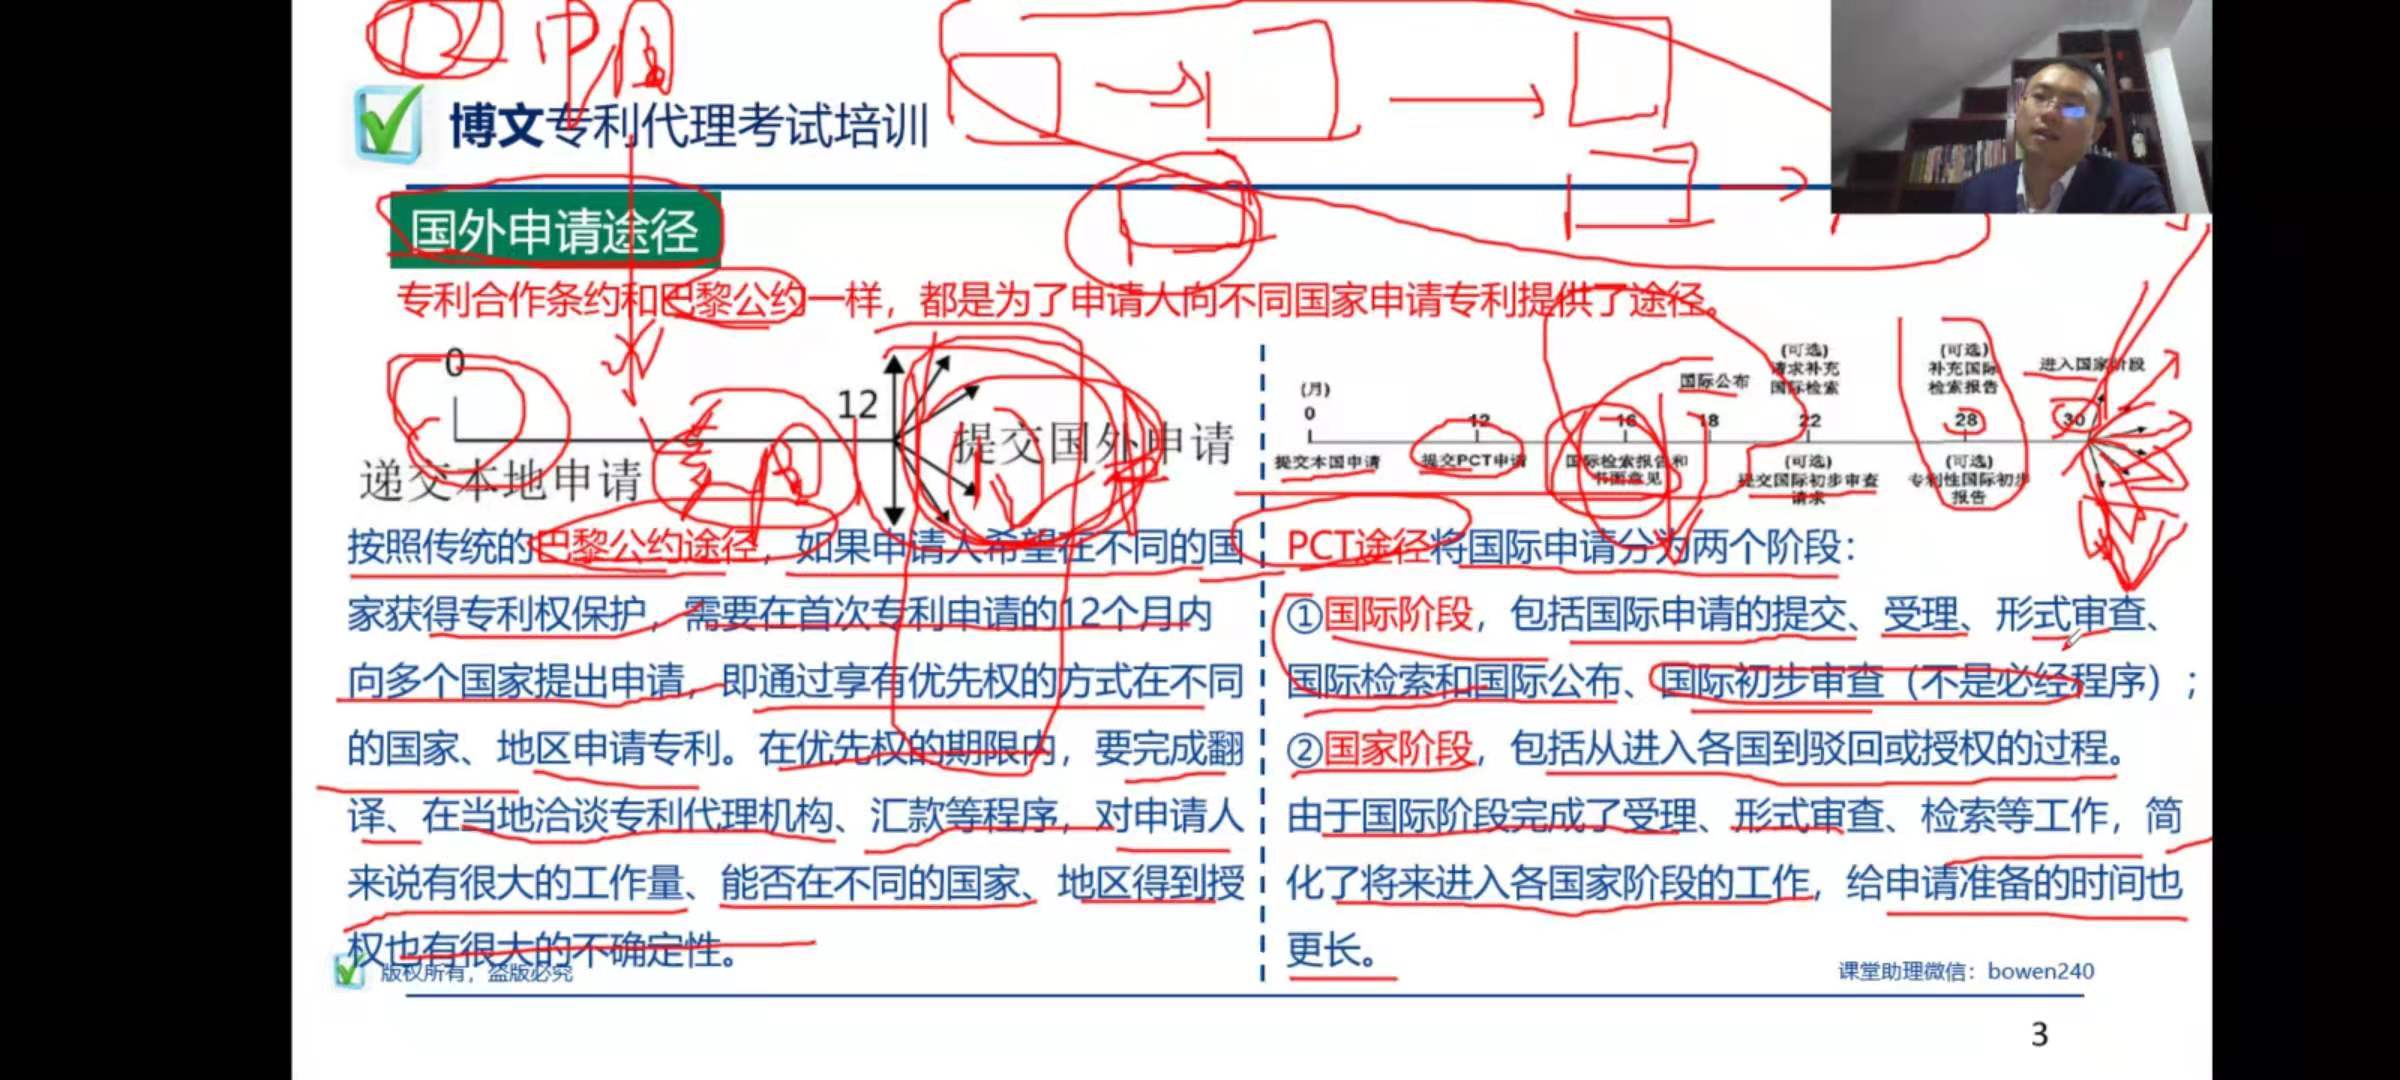 中国
博文专利代理考试培训
国外申请途径
专利合作条约和巴黎公约一样，都是为了申请人向不同国家申请专利提供了途径。
0
12
递交本地申请
提交国外申请
按照传统的巴黎公约途径，如果申请人希望在不同的国
家获得专利权保护，需要在首次专利申请的12个月内
向多个国家提出申请，即通过享有优先权的方式在不同
的国家、地区申请专利。在优先权的期限内，要完成翻
译、在当地洽谈专利代理机构、汇款等程序，对申请人
来说有很大的工作量、能否在不同的国家、地区得到授
权也有很大的不确定性。
(可选)
请求补充
国际检索
(可选)
补充国际
检索报告
进入国家阶段
国际公布
(月)
0
12
16
18
22
28
30
提交本国申请
提交PCT申请
国际检索报告和
书面意见
(可选)
提交国际初步审查
请求
(可选)
专利性国际初步
报告
PCT途径将国际申请分为两个阶段：
①国际阶段，包括国际申请的提交、受理、形式审查、
国际检索和国际公布、国际初步审查（不是必经程序）；
②国家阶段，包括从进入各国到驳回或授权的过程。
由于国际阶段完成了受理、形式审查、检索等工作，简
化了将来进入各国家阶段的工作，给申请准备的时间也
更长。
版权所有，盗版必究
课堂助理微信：bowen240
3